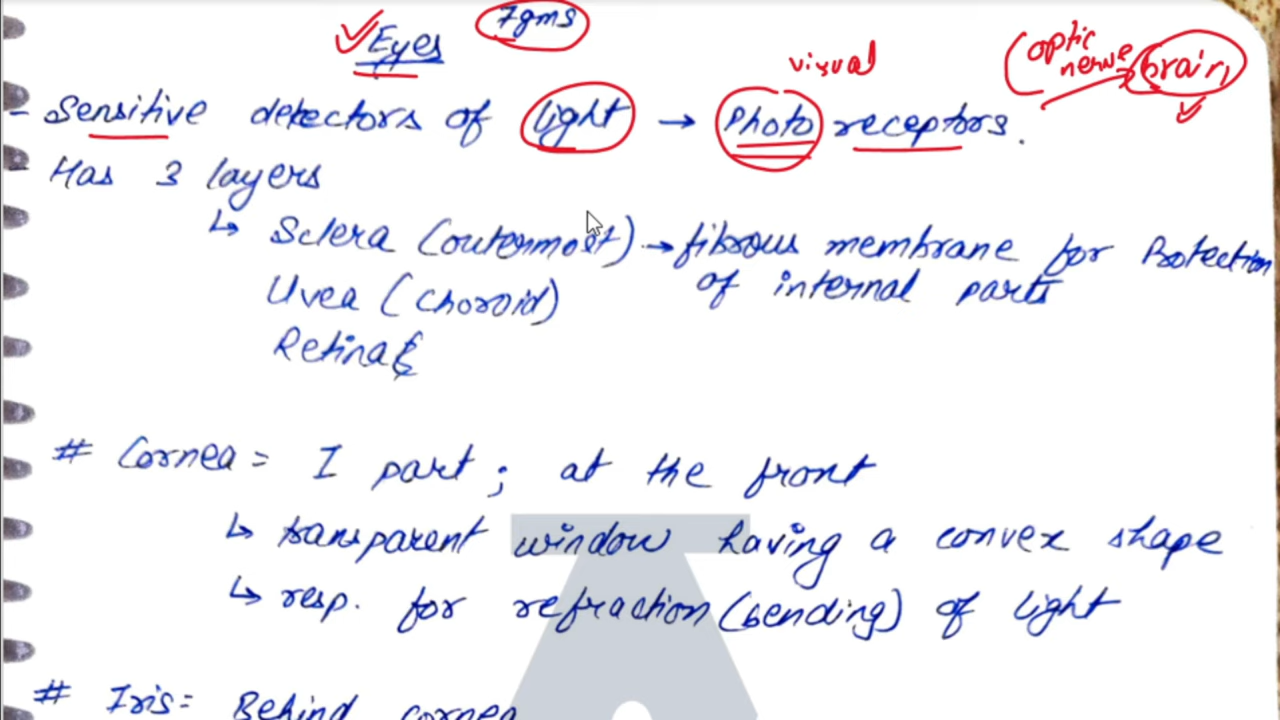 Eyes 7gms
visual (optic nerve brain)
- Sensitive detectors of light → Photo receptors.
Has 3 layers
↳ Sclera (outermost) → fibrous membrane for Protection
of internal parts
Uvea (choroid)
Retina
# Cornea = I part ; at the front
↳ transparent window having a convex shape
↳ resp. for refraction (bending) of light
# Iris = Behind cornea